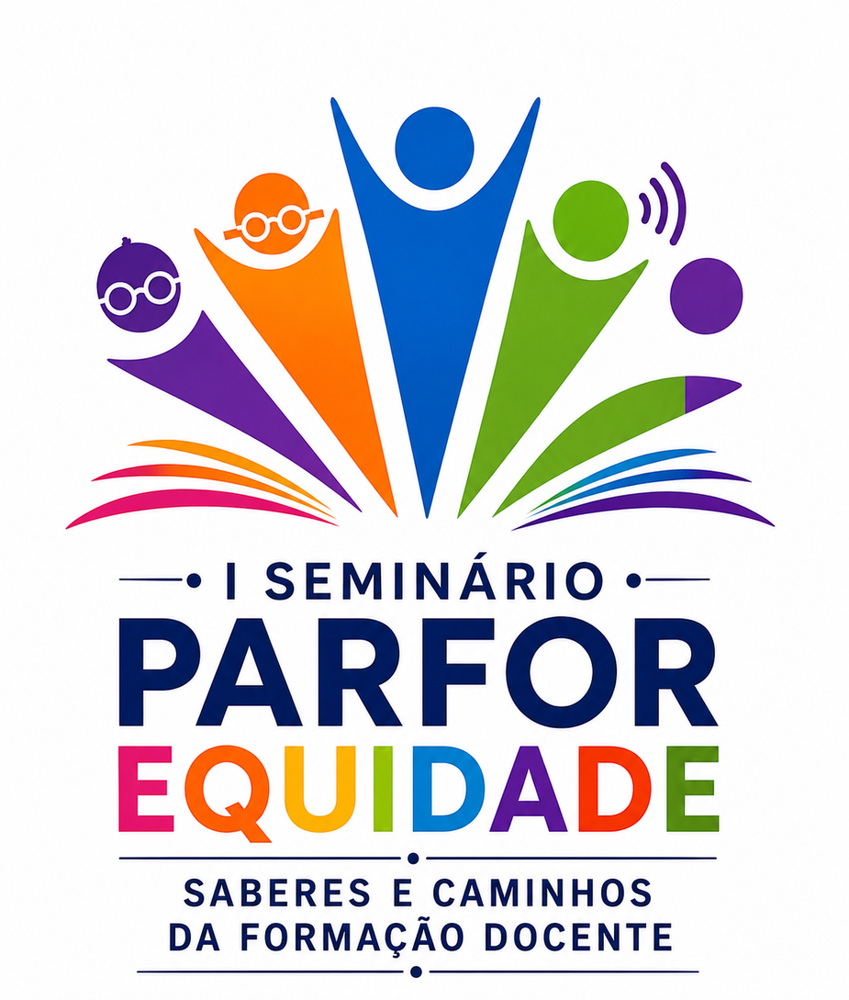 I SEMINÁRIO
PARFOR
EQUIDADE
SABERES E CAMINHOS
DA FORMAÇÃO DOCENTE